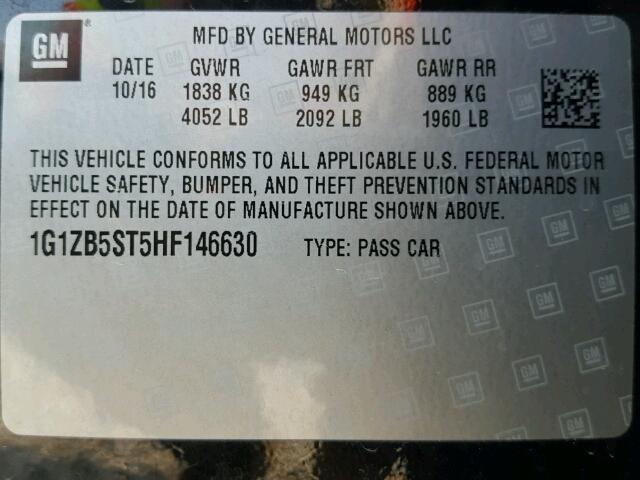 GM ® MFD BY GENERAL MOTORS LLC
DATE GVWR GAWR FRT GAWR RR
10/16 1838 KG 949 KG 889 KG
4052 LB 2092 LB 1960 LB
THIS VEHICLE CONFORMS TO ALL APPLICABLE U.S. FEDERAL MOTOR
VEHICLE SAFETY, BUMPER, AND THEFT PREVENTION STANDARDS IN
EFFECT ON THE DATE OF MANUFACTURE SHOWN ABOVE.
1G1ZB5ST5HF146630 TYPE: PASS CAR